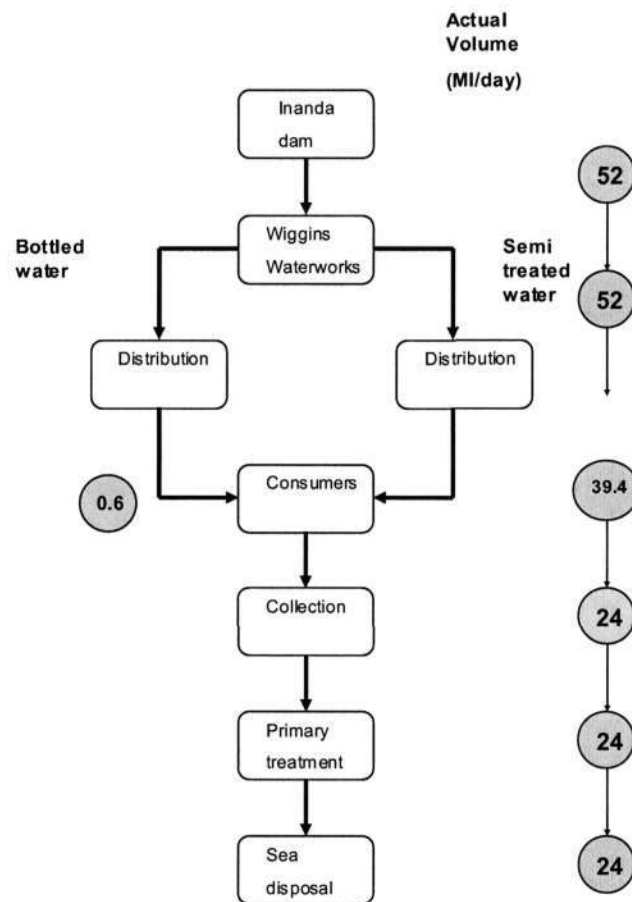 Actual
Volume
(Ml/day)
Inanda
dam
52
Bottled
water
Wiggins
Waterworks
Semi
treated
water
52
Distribution
Distribution
0.6
Consumers
39.4
Collection
24
Primary
treatment
24
Sea
disposal
24